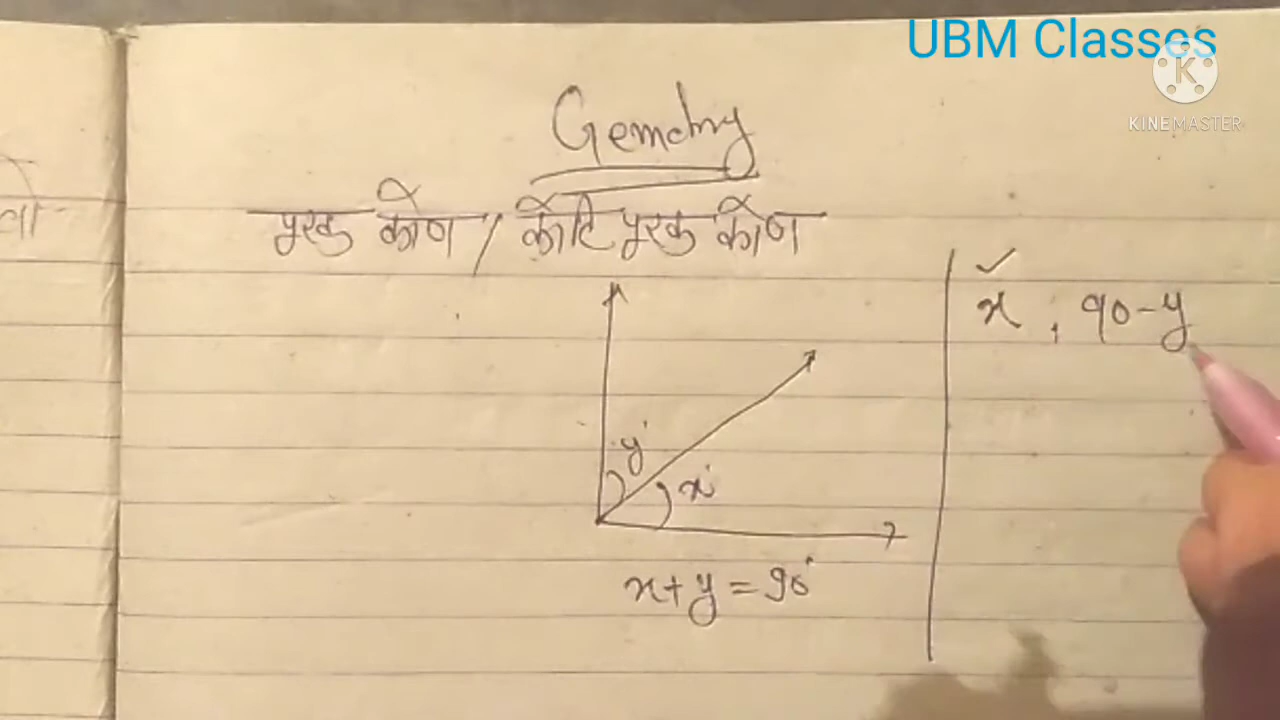 UBM Classes
K
KINEMASTER
Gemetry
पूरक कोण / कोटि पूरक कोण
✓
x , 90-y
y°
x°
x + y = 90°